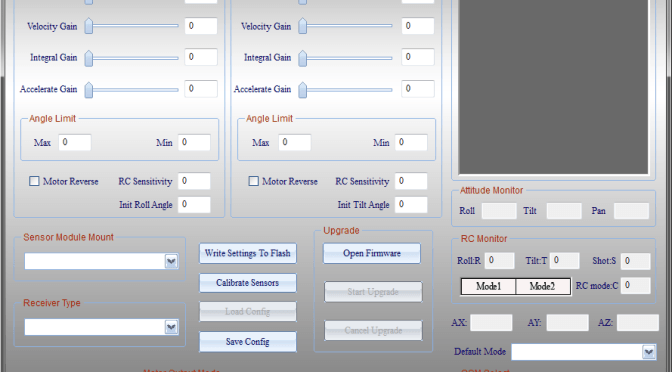 Velocity Gain 0 Velocity Gain 0
Integral Gain 0 Integral Gain 0
Accelerate Gain 0 Accelerate Gain 0
Angle Limit Angle Limit
Max 0 Min 0 Max 0 Min 0
Motor Reverse RC Sensitivity 0 Motor Reverse RC Sensitivity 0
Init Roll Angle 0 Init Tilt Angle 0
Attitude Monitor
Roll Tilt Pan
Sensor Module Mount
Receiver Type
Write Settings To Flash
Calibrate Sensors
Load Config
Save Config
Upgrade
Open Firmware
Start Upgrade
Cancel Upgrade
RC Monitor
Roll:R 0 Tilt:T 0 Shot:S 0
Mode1 Mode2 RC mode:C 0
AX: AY: AZ:
Default Mode